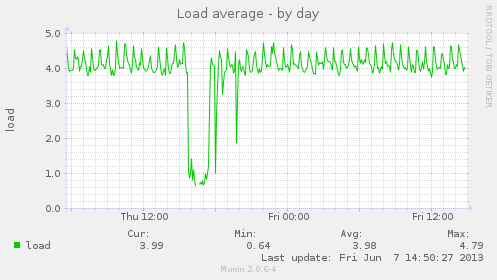 Load average - by day
RRDTOOL / TOBI OETIKER
load
5.0
4.0
3.0
2.0
1.0
0.0
Thu 12:00 Fri 00:00 Fri 12:00
Cur: Min: Avg: Max:
load 3.99 0.64 3.98 4.79
Last update: Fri Jun 7 14:50:27 2013
Munin 2.0.6-4